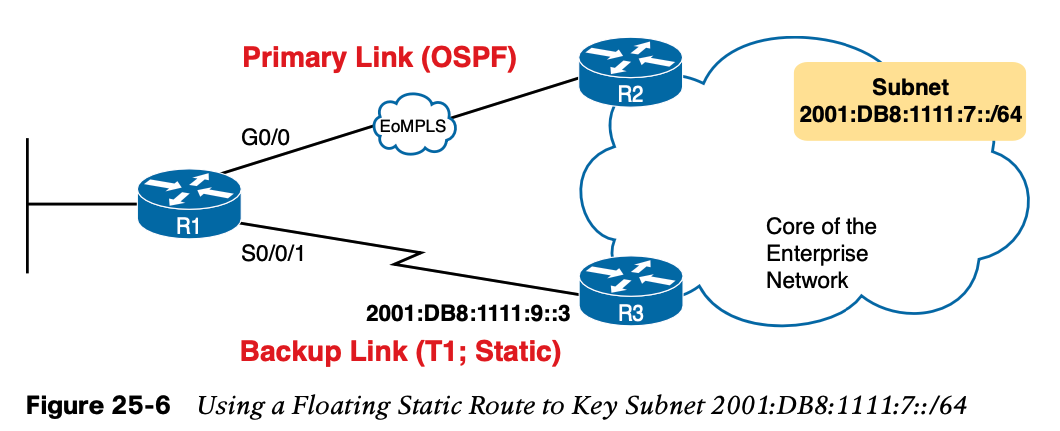 Primary Link (OSPF)
R2
Subnet
2001:DB8:1111:7::/64
EoMPLS
G0/0
R1
S0/0/1
Core of the
Enterprise
Network
2001:DB8:1111:9::3
R3
Backup Link (T1; Static)
Figure 25-6 Using a Floating Static Route to Key Subnet 2001:DB8:1111:7::/64